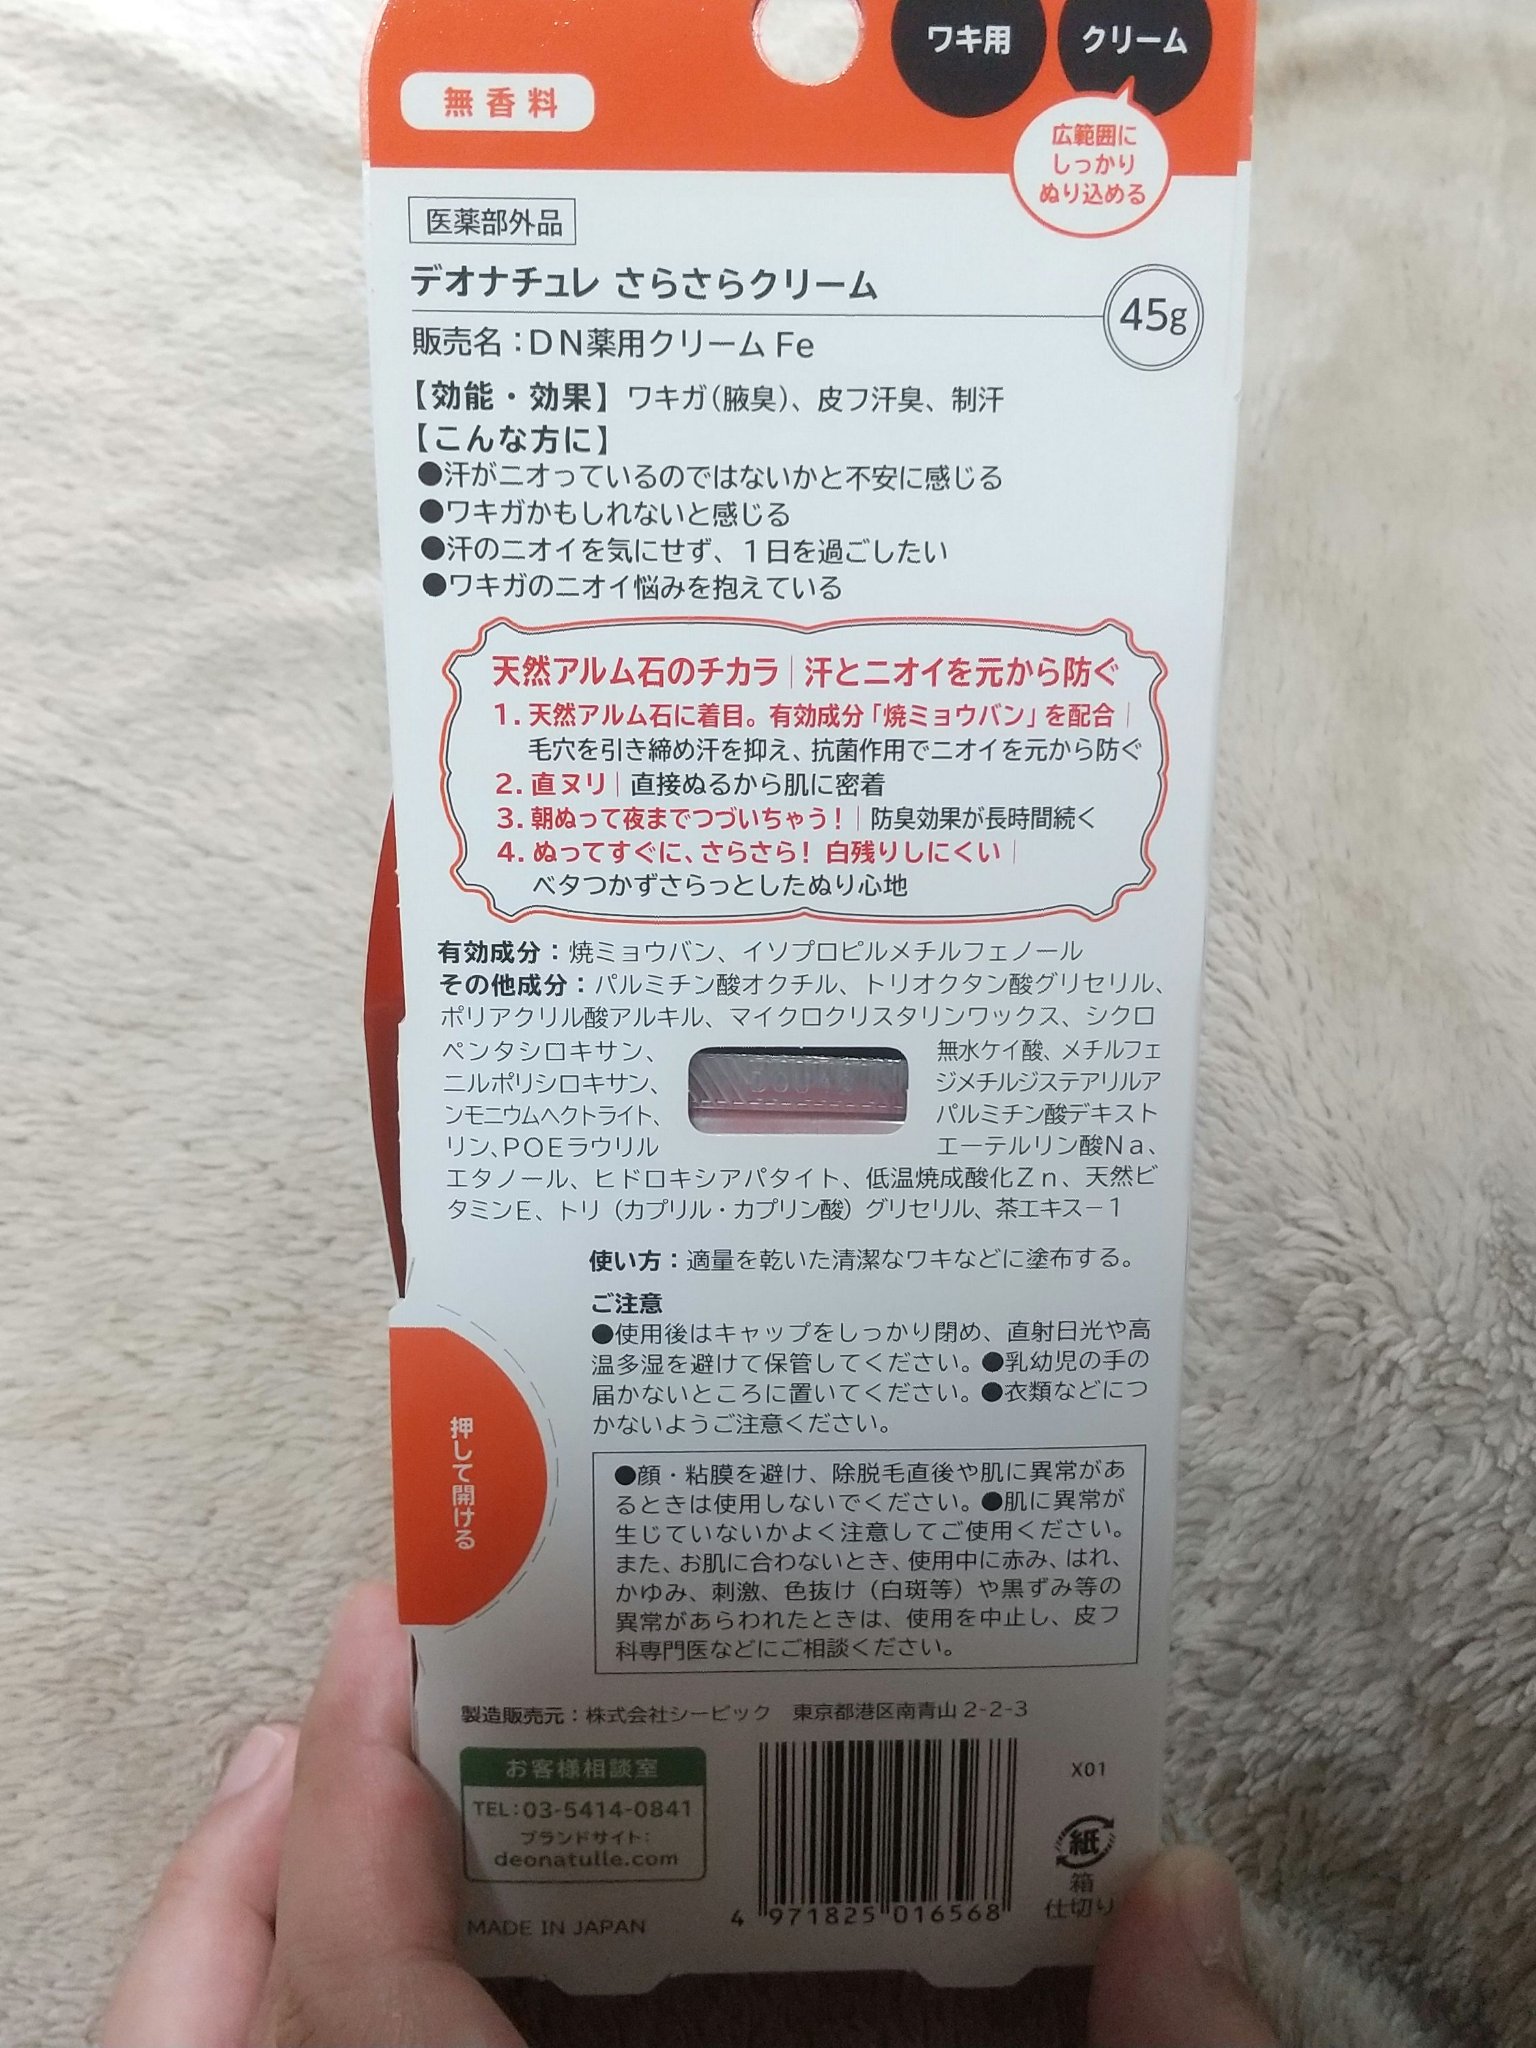 ワキ用
クリーム
無香料
広範囲に
しっかり
ぬり込める
医薬部外品
デオナチュレ さらさらクリーム
45g
販売名：DN薬用クリーム Fe
【効能・効果】ワキガ（腋臭）、皮フ汗臭、制汗
【こんな方に】
●汗がニオっているのではないかと不安に感じる
●ワキガかもしれないと感じる
●汗のニオイを気にせず、1日を過ごしたい
●ワキガのニオイ悩みを抱えている
天然アルム石のチカラ｜汗とニオイを元から防ぐ
1. 天然アルム石に着目。有効成分「焼ミョウバン」を配合｜
毛穴を引き締め汗を抑え、抗菌作用でニオイを元から防ぐ
2. 直ヌリ｜直接ぬるから肌に密着
3. 朝ぬって夜までつづいちゃう！｜防臭効果が長時間続く
4. ぬってすぐに、さらさら！ 白残りしにくい｜
ベタつかずさらっとしたぬり心地
有効成分：焼ミョウバン、イソプロピルメチルフェノール
その他成分：パルミチン酸オクチル、トリオクタン酸グリセリル、
ポリアクリル酸アルキル、マイクロクリスタリンワックス、シクロ
ペンタシロキサン、無水ケイ酸、メチルフェ
ニルポリシロキサン、ジメチルジステアリルア
ンモニウムヘクトライト、パルミチン酸デキスト
リン、POEラウリルエーテルリン酸Na、
エタノール、ヒドロキシアパタイト、低温焼成酸化Zn、天然ビ
タミンE、トリ（カプリル・カプリン酸）グリセリル、茶エキス－1
使い方：適量を乾いた清潔なワキなどに塗布する。
ご注意
●使用後はキャップをしっかり閉め、直射日光や高
温多湿を避けて保管してください。●乳幼児の手の
届かないところに置いてください。●衣類などにつ
かないようご注意ください。
押して開ける
●顔・粘膜を避け、除脱毛直後や肌に異常があ
るときは使用しないでください。●肌に異常が
生じていないかよく注意してご使用ください。
また、お肌に合わないとき、使用中に赤み、はれ、
かゆみ、刺激、色抜け（白斑等）や黒ずみ等の
異常があらわれたときは、使用を中止し、皮フ
科専門医などにご相談ください。
製造販売元：株式会社シービック 東京都港区南青山 2-2-3
お客様相談室
TEL：03-5414-0841
ブランドサイト：
deonatulle.com
MADE IN JAPAN
4 971825 016568
X01
紙
箱
仕切り